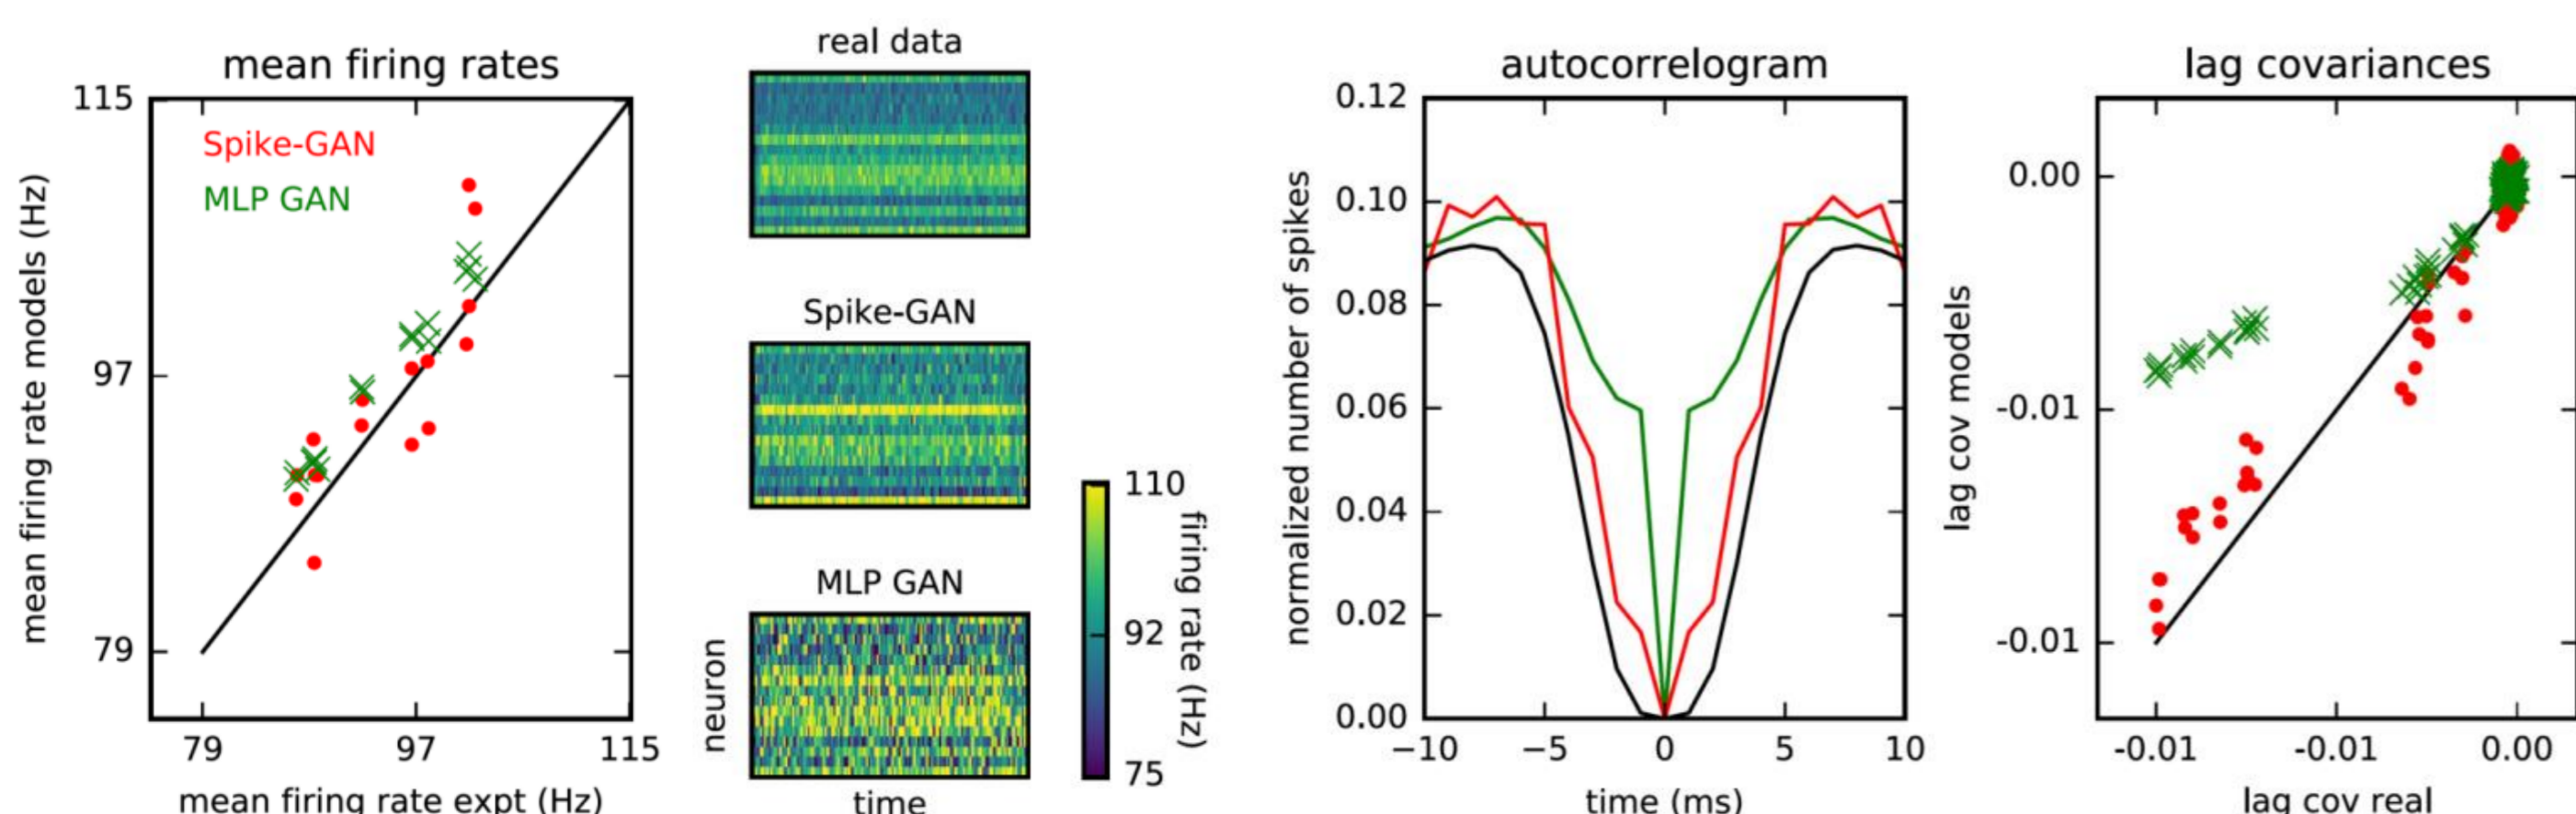 mean firing rates
115
97
79
79
97
115
mean firing rate models (Hz)
mean firing rate expt (Hz)
Spike-GAN
MLP GAN
real data
Spike-GAN
MLP GAN
neuron
time
110
92
75
firing rate (Hz)
autocorrelogram
0.12
0.10
0.08
0.06
0.04
0.02
0.00
−10
−5
0
5
10
normalized number of spikes
time (ms)
lag covariances
0.00
-0.01
-0.01
-0.01
-0.01
0.00
lag cov models
lag cov real